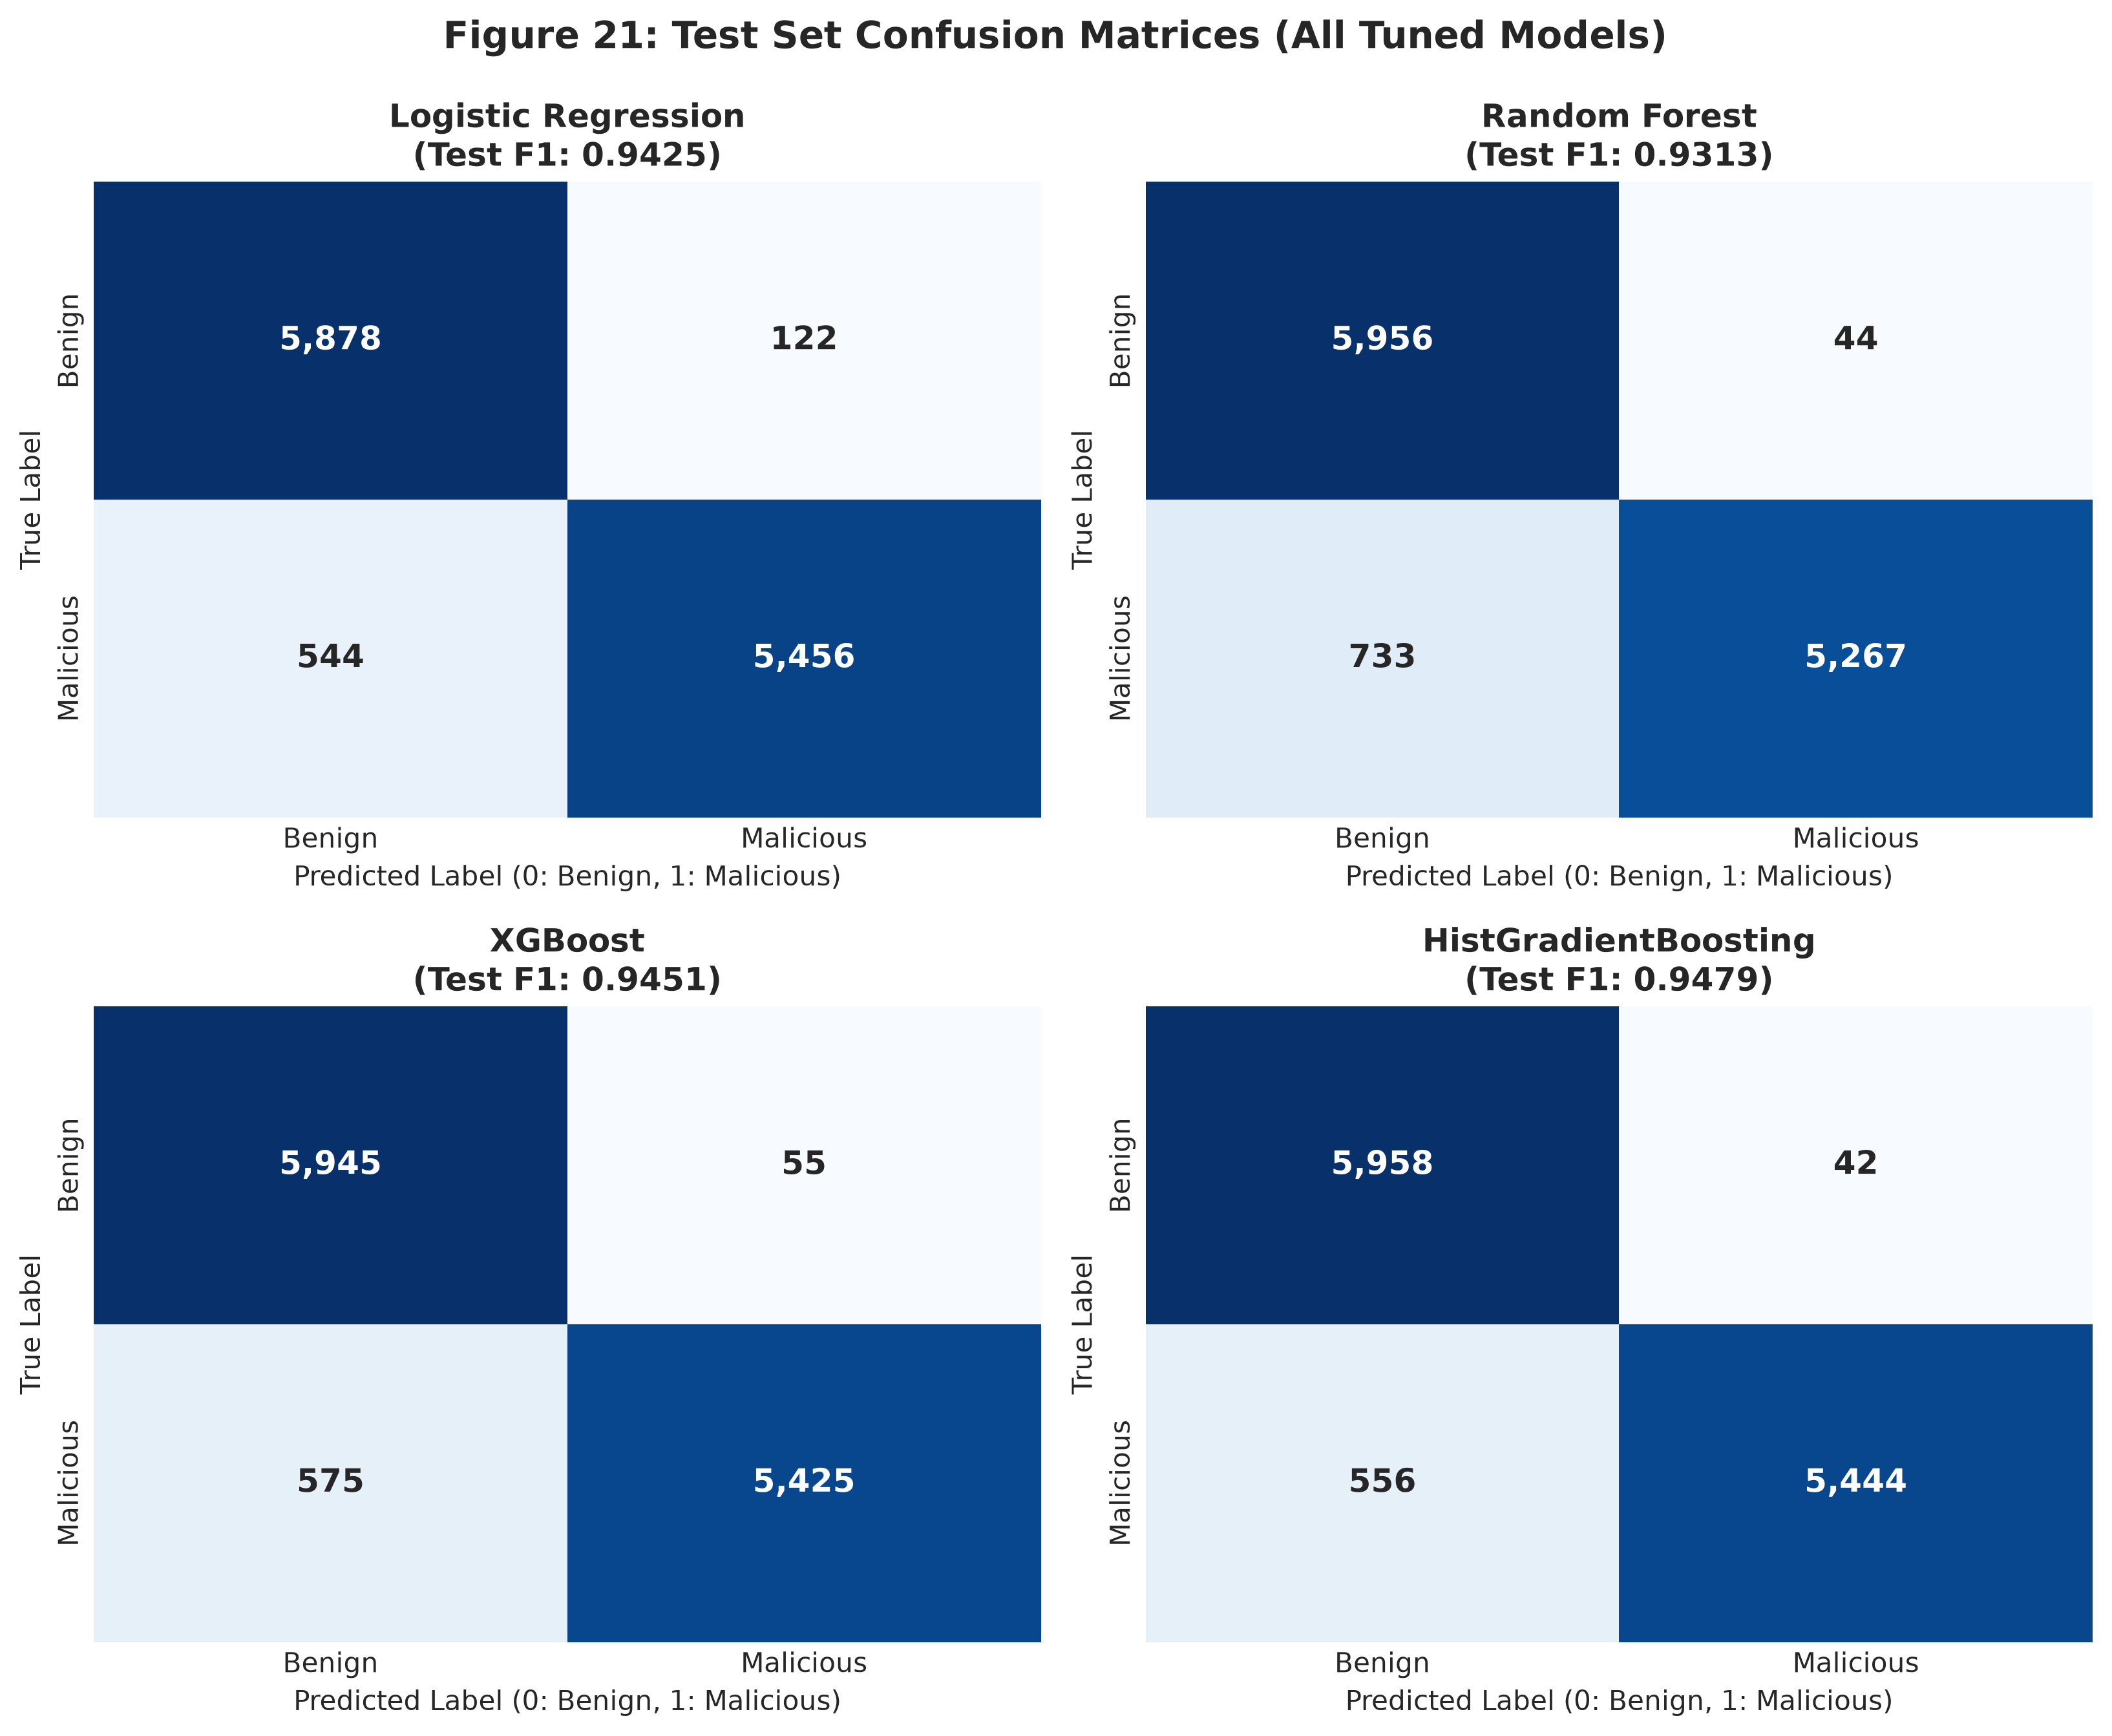 Figure 21: Test Set Confusion Matrices (All Tuned Models)
Logistic Regression
(Test F1: 0.9425)
True Label
Benign
5,878
122
Malicious
544
5,456
Benign
Malicious
Predicted Label (0: Benign, 1: Malicious)
Random Forest
(Test F1: 0.9313)
True Label
Benign
5,956
44
Malicious
733
5,267
Benign
Malicious
Predicted Label (0: Benign, 1: Malicious)
XGBoost
(Test F1: 0.9451)
True Label
Benign
5,945
55
Malicious
575
5,425
Benign
Malicious
Predicted Label (0: Benign, 1: Malicious)
HistGradientBoosting
(Test F1: 0.9479)
True Label
Benign
5,958
42
Malicious
556
5,444
Benign
Malicious
Predicted Label (0: Benign, 1: Malicious)